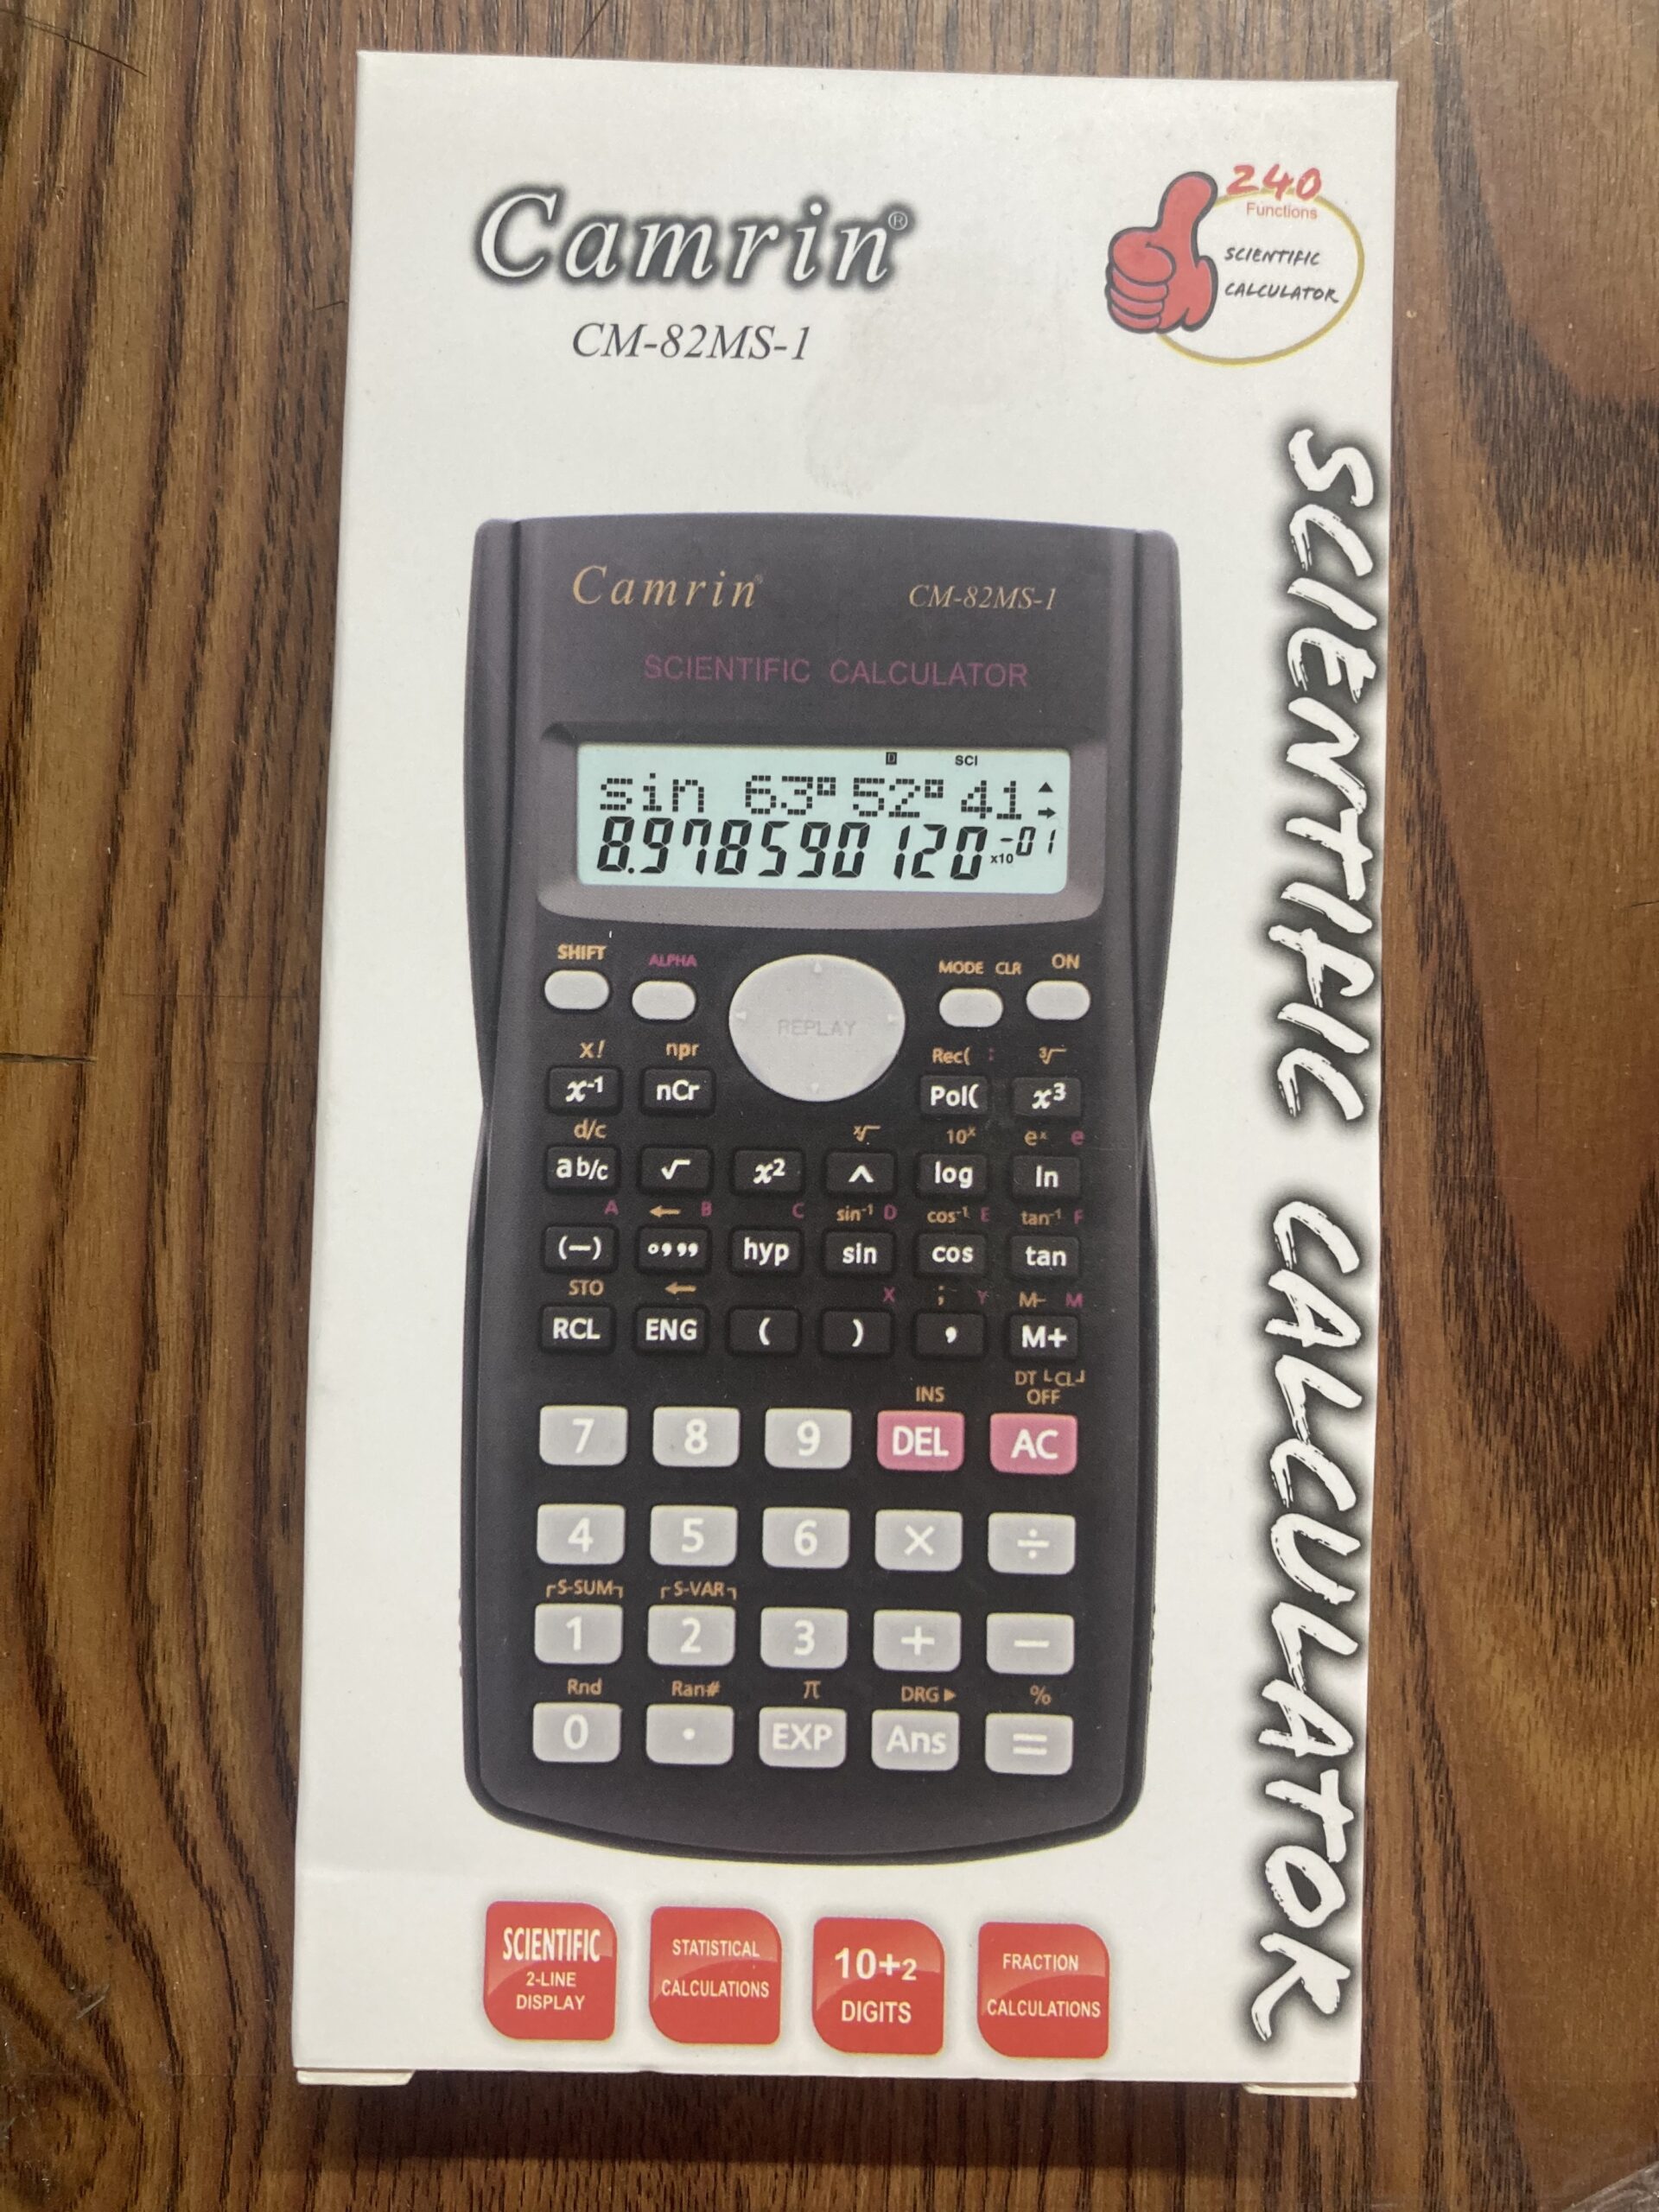 Camrin®
CM-82MS-1
240
Functions
SCIENTIFIC
CALCULATOR
SCIENTIFIC CALCULATOR
Camrin®
CM-82MS-1
SCIENTIFIC CALCULATOR
D SCI
sin 63°52°41
8.978590120 x10 -01
SHIFT ALPHA MODE CLR ON
REPLAY
x! npr Rec( : ³√
x-1 nCr Pol( x³
d/c x√ 10x ex e
ab/c √ x² ^ log ln
A ← B C sin-1 D cos-1 E tan-1 F
(—) °,,, hyp sin cos tan
STO ← X ; Y M- M
RCL ENG ( ) , M+
INS DT CL OFF
7 8 9 DEL AC
4 5 6 × ÷
S-SUM S-VAR
1 2 3 + −
Rnd Ran# π DRG▶ %
0 · EXP Ans =
SCIENTIFIC
2-LINE
DISPLAY
STATISTICAL
CALCULATIONS
10+2
DIGITS
FRACTION
CALCULATIONS